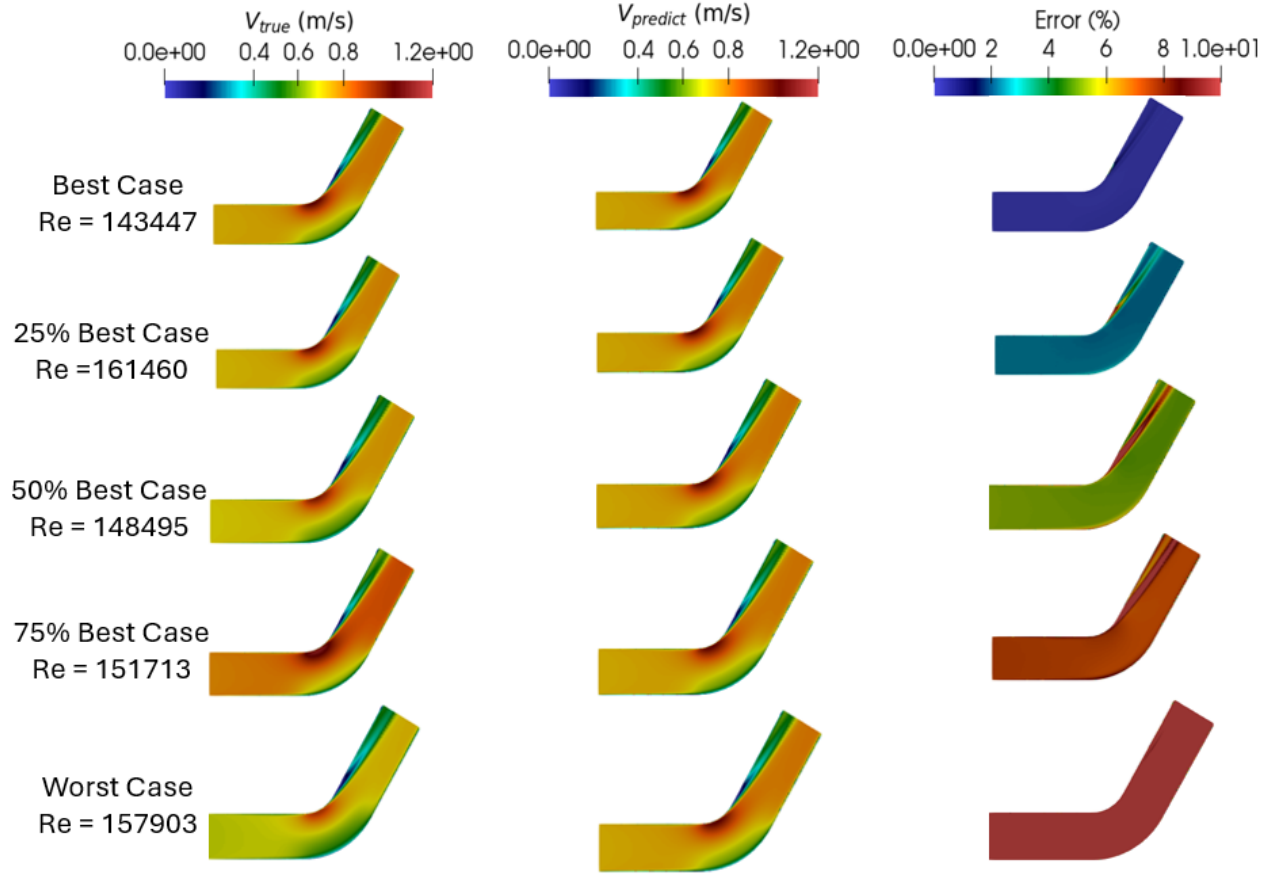 V_true (m/s)
0.0e+00 0.4 0.6 0.8 1.2e+00
V_predict (m/s)
0.0e+00 0.4 0.6 0.8 1.2e+00
Error (%)
0.0e+00 2 4 6 8 1.0e+01
Best Case
Re = 143447
25% Best Case
Re =161460
50% Best Case
Re = 148495
75% Best Case
Re = 151713
Worst Case
Re = 157903